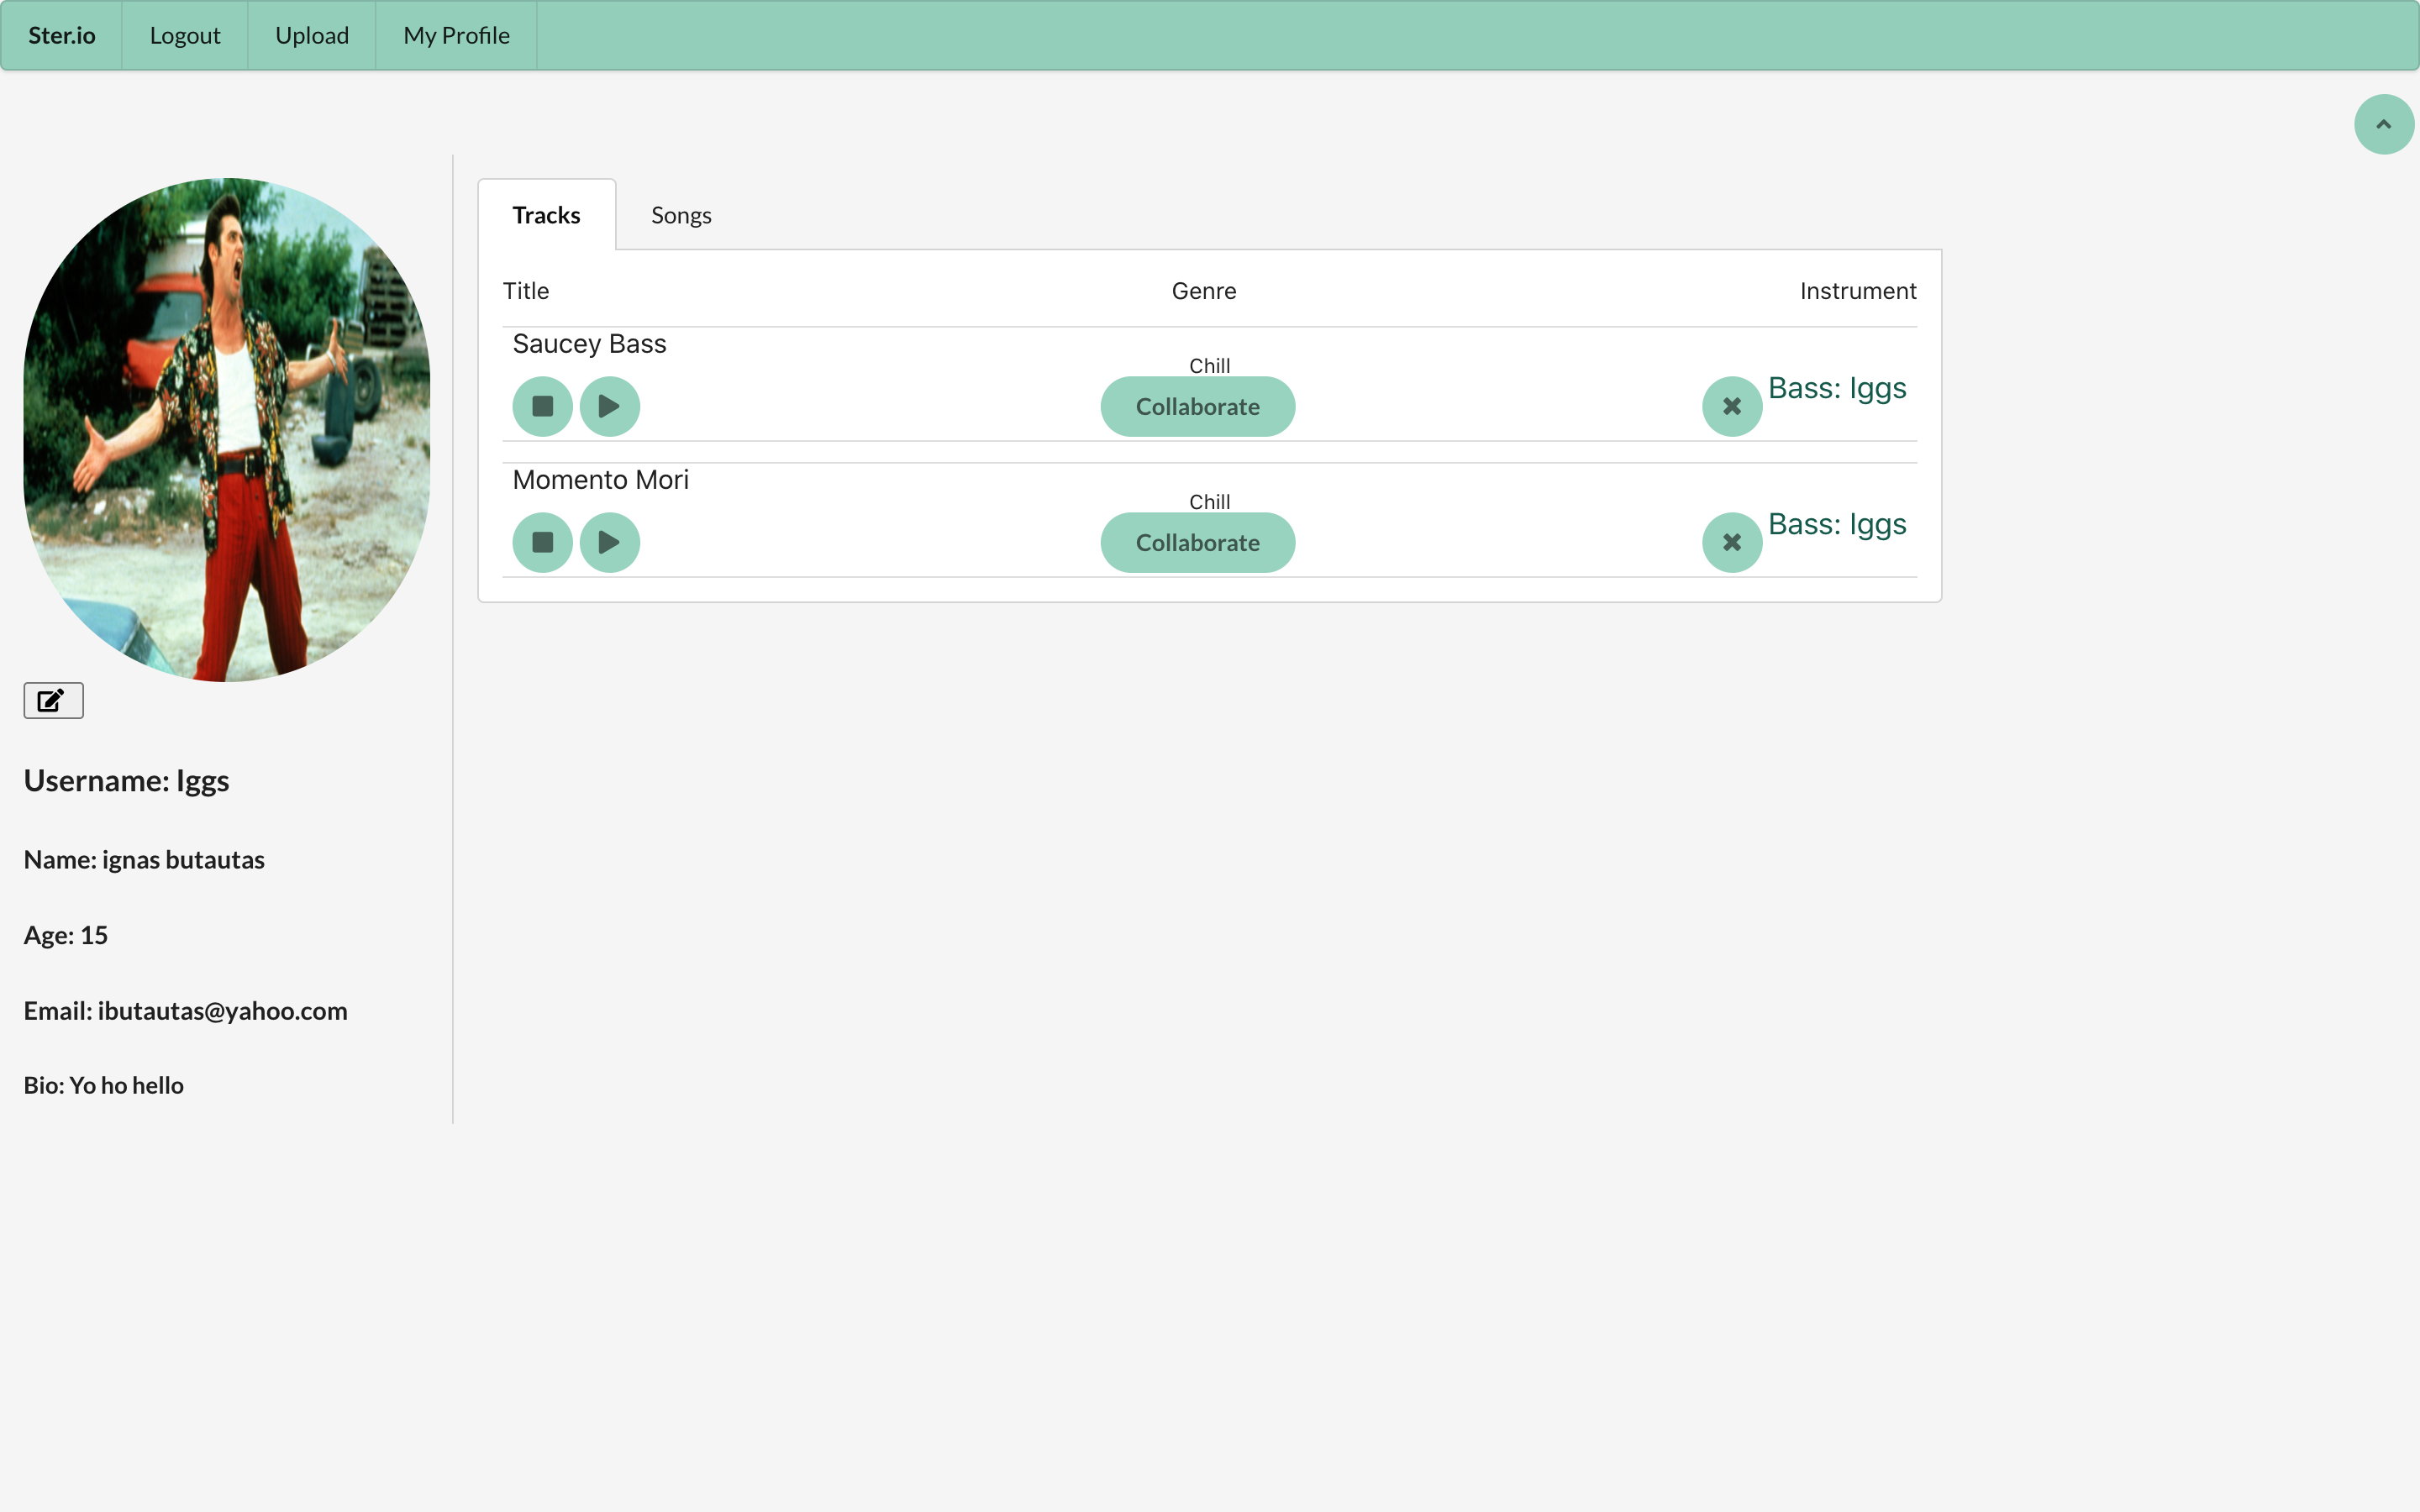 Ster.io Logout Upload My Profile
Tracks Songs
Title Genre Instrument
Saucey Bass
Chill
Collaborate
Bass: Iggs
Momento Mori
Chill
Collaborate
Bass: Iggs
Username: Iggs
Name: ignas butautas
Age: 15
Email: ibutautas@yahoo.com
Bio: Yo ho hello